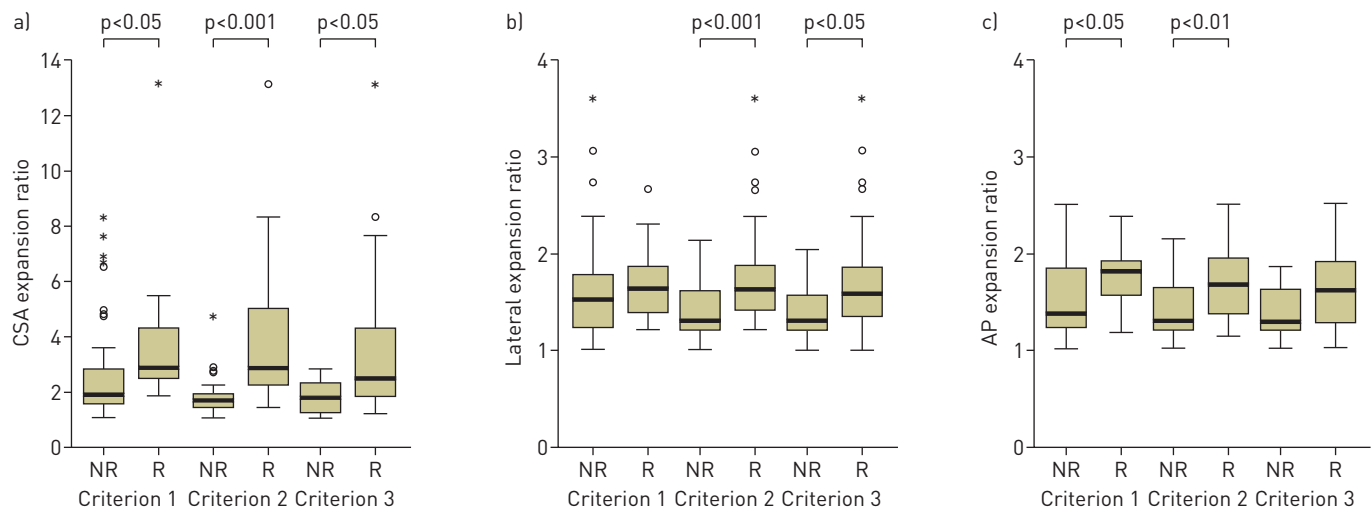 a)
p<0.05 p<0.001 p<0.05
CSA expansion ratio
14
12
10
8
6
4
2
0
NR R NR R NR R
Criterion 1 Criterion 2 Criterion 3
b)
p<0.001 p<0.05
Lateral expansion ratio
4
3
2
1
0
NR R NR R NR R
Criterion 1 Criterion 2 Criterion 3
c)
p<0.05 p<0.01
AP expansion ratio
4
3
2
1
0
NR R NR R NR R
Criterion 1 Criterion 2 Criterion 3